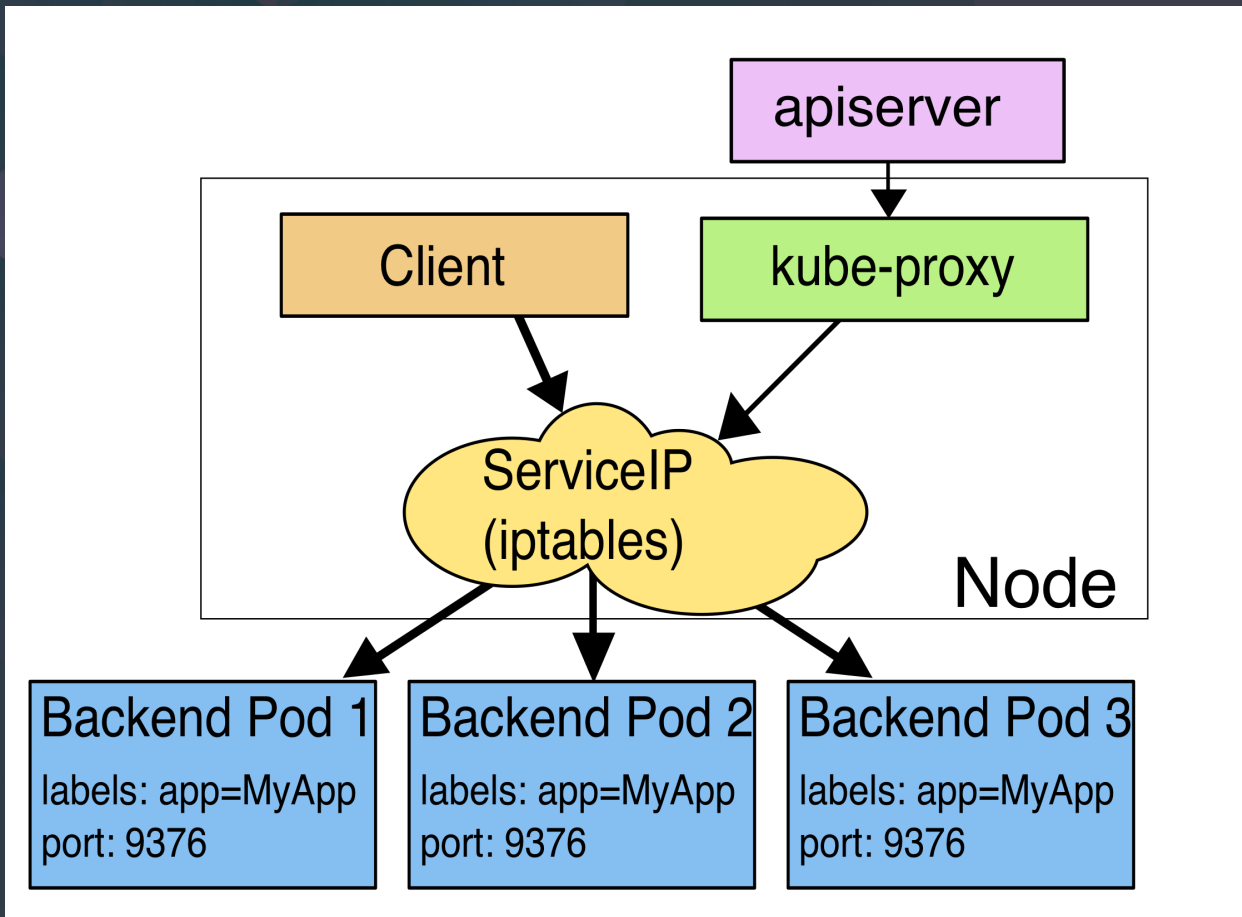 apiserver
Client
kube-proxy
ServiceIP
(iptables)
Node
Backend Pod 1
labels: app=MyApp
port: 9376
Backend Pod 2
labels: app=MyApp
port: 9376
Backend Pod 3
labels: app=MyApp
port: 9376